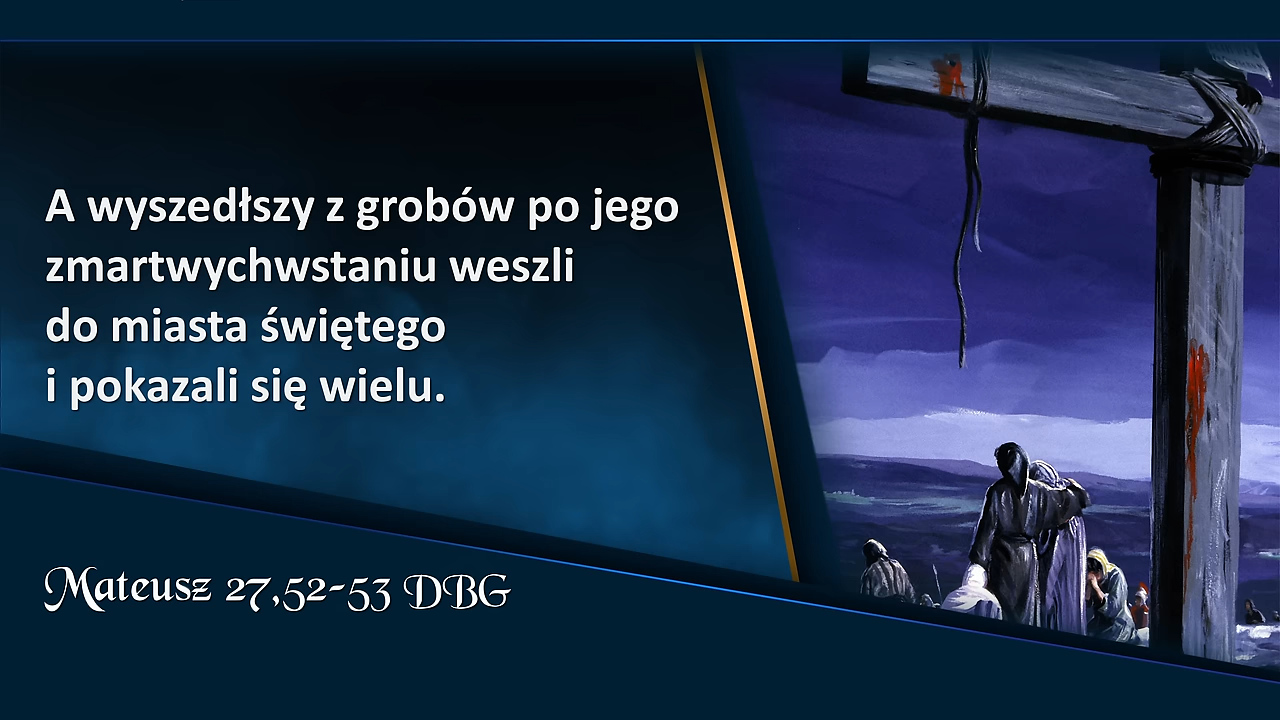 A wyszedłszy z grobów po jego
zmartwychwstaniu weszli
do miasta świętego
i pokazali się wielu.
Mateusz 27,52-53 DBG